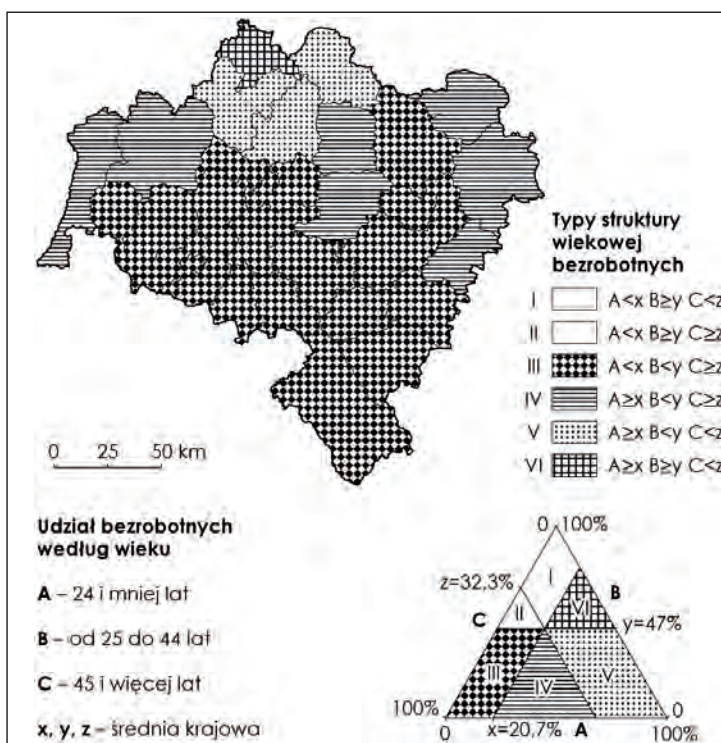 Typy struktury
wiekowej
bezrobotnych
I A<x B≥y C<z
II A<x B≥y C≥z
III A<x B<y C≥z
IV A≥x B<y C≥z
V A≥x B<y C<z
VI A≥x B≥y C<z
0 25 50 km
Udział bezrobotnych
według wieku
A – 24 i mniej lat
B – od 25 do 44 lat
C – 45 i więcej lat
x, y, z – średnia krajowa
0 100%
I
z=32,3%
VI B
II
C
y=47%
III IV V
100% 0
0 x=20,7% A 100%